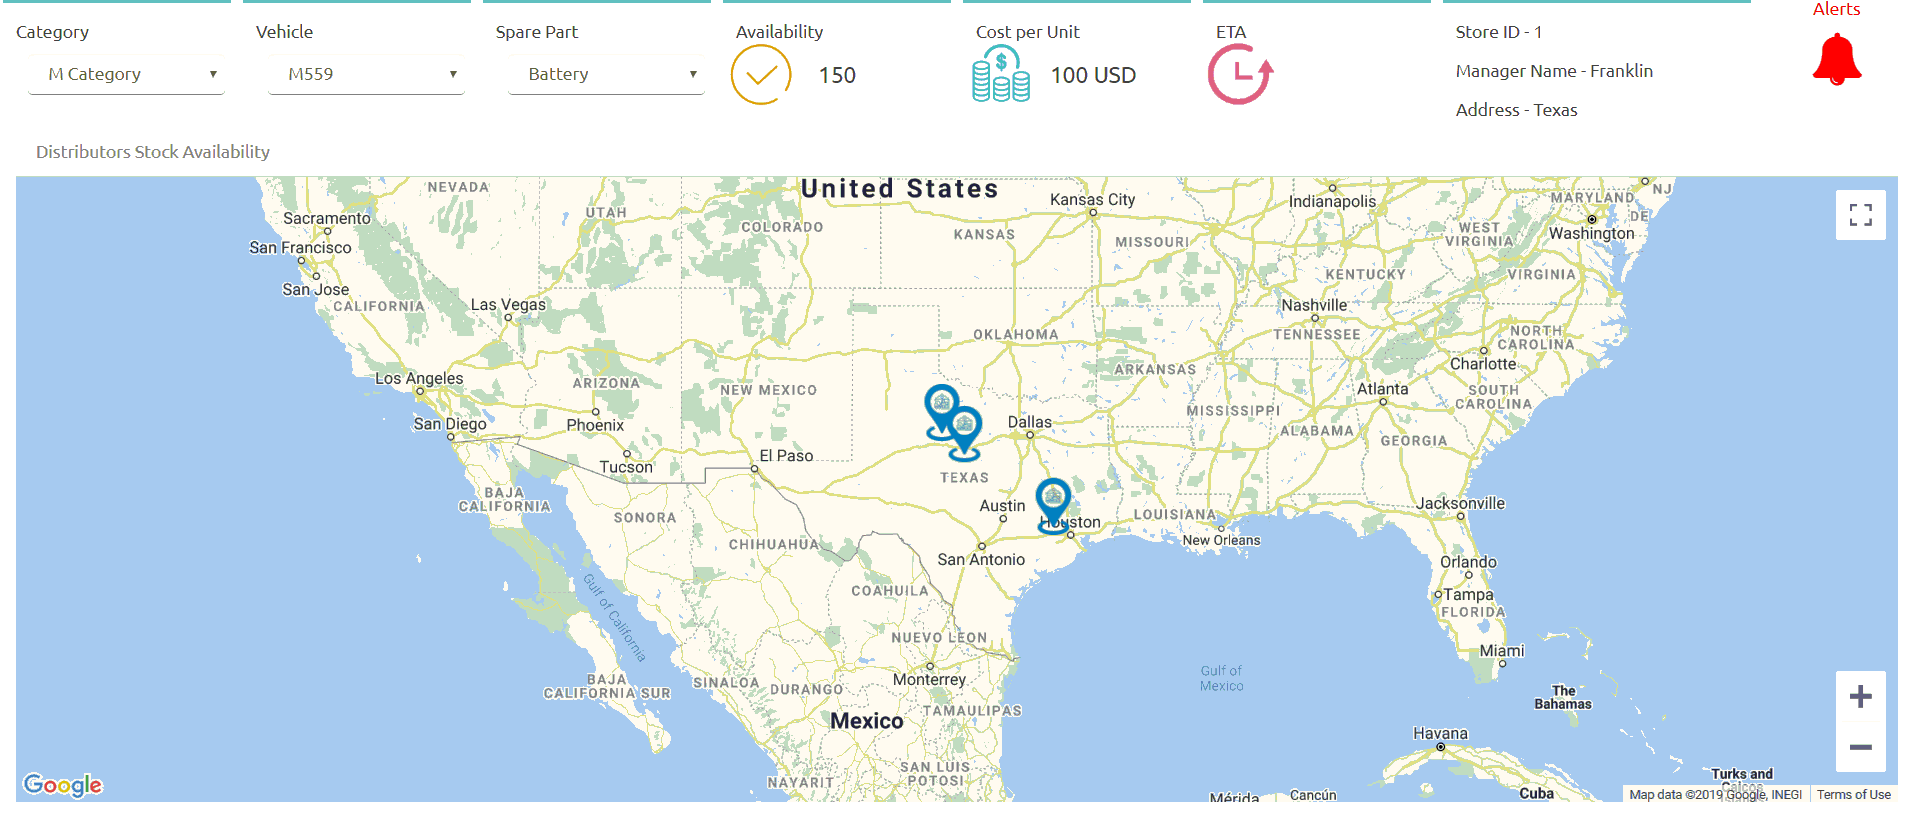 Alerts
Category
Vehicle
Spare Part
Availability
Cost per Unit
ETA
Store ID - 1
M Category
M559
Battery
150
100 USD
Manager Name - Franklin
Address - Texas
Distributors Stock Availability
United States
NEVADA
UTAH
COLORADO
KANSAS
Kansas City
MISSOURI
Indianapolis
WEST
VIRGINIA
MARYLAND
NJ
DE
Washington
Sacramento
San Francisco
San Jose
CALIFORNIA
Las Vegas
KENTUCKY
VIRGINIA
Nashville
TENNESSEE
NORTH
CAROLINA
Charlotte
OKLAHOMA
ARKANSAS
Los Angeles
ARIZONA
NEW MEXICO
Phoenix
San Diego
Tucson
El Paso
Dallas
TEXAS
MISSISSIPPI
ALABAMA
Atlanta
GEORGIA
SOUTH
CAROLINA
BAJA
CALIFORNIA
SONORA
CHIHUAHUA
Austin
Houston
San Antonio
LOUISIANA
New Orleans
Jacksonville
Orlando
Tampa
FLORIDA
Miami
Gulf of California
COAHUILA
NUEVO LEON
Monterrey
BAJA
CALIFORNIA SUR
SINALOA
DURANGO
TAMAULIPAS
Mexico
Gulf of
Mexico
The
Bahamas
Havana
NAYARIT
SAN LUIS
POTOSI
Mérida
Cancún
Cuba
Turks and
Caicos
Islands
Google
Map data ©2019 Google, INEGI
Terms of Use